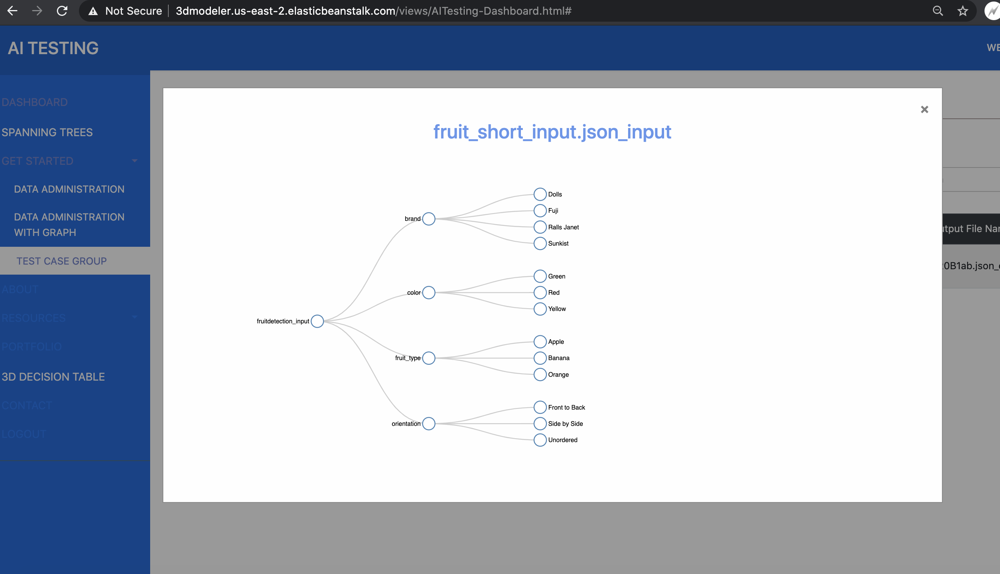 Not Secure
3dmodeler.us-east-2.elasticbeanstalk.com/views/AITesting-Dashboard.html#
AI TESTING
WE
DASHBOARD
SPANNING TREES
GET STARTED
DATA ADMINISTRATION
DATA ADMINISTRATION
WITH GRAPH
TEST CASE GROUP
ABOUT
RESOURCES
PORTFOLIO
3D DECISION TABLE
CONTACT
LOGOUT
fruit_short_input.json_input
fruitdetection_input
brand
Dolls
Fuji
Ralls Janet
Sunkist
color
Green
Red
Yellow
fruit_type
Apple
Banana
Orange
orientation
Front to Back
Side by Side
Unordered
utput File Nar
0B1ab.json_